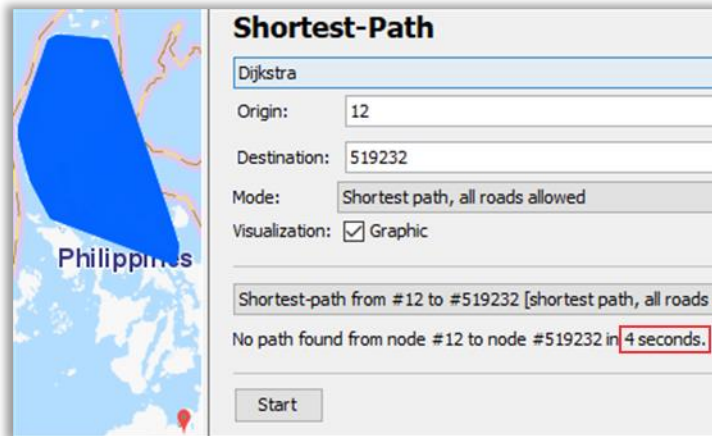 Shortest-Path
Dijkstra
Origin: 12
Destination: 519232
Mode: Shortest path, all roads allowed
Visualization: Graphic
Shortest-path from #12 to #519232 [shortest path, all roads
No path found from node #12 to node #519232 in 4 seconds.
Start
Philippines